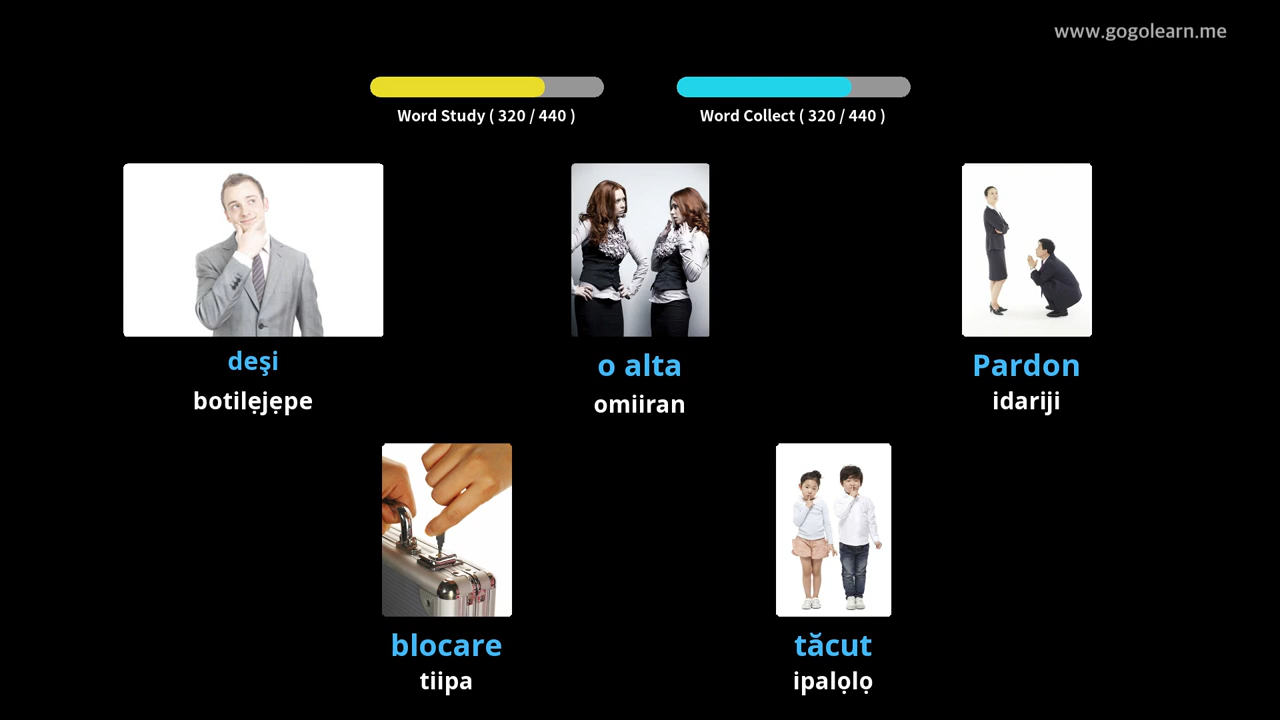 www.gogolearn.me
Word Study ( 320 / 440 )
Word Collect ( 320 / 440 )
deşi
botilẹjẹpe
o alta
omiiran
Pardon
idariji
blocare
tiipa
tăcut
ipalọlọ